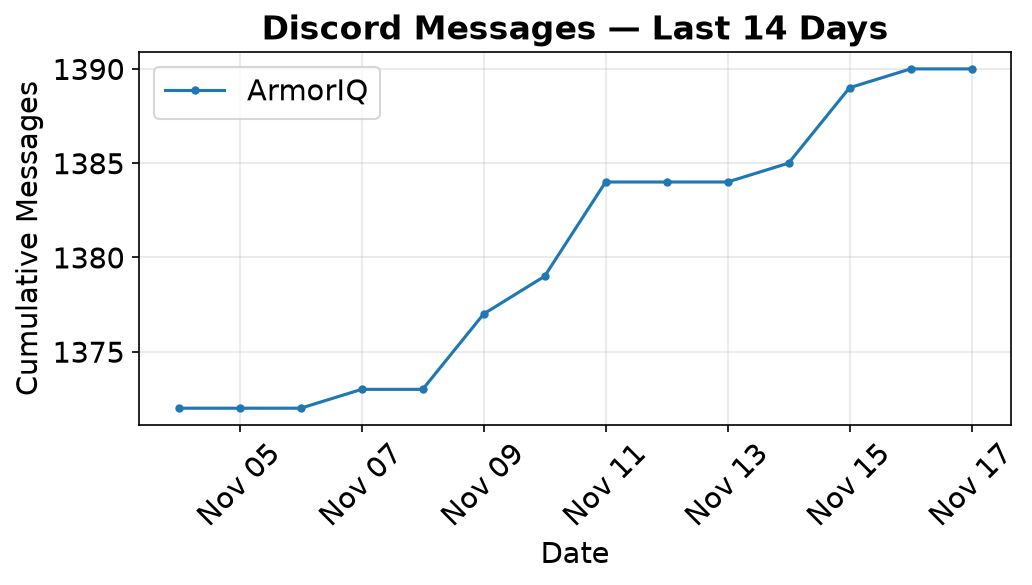 Discord Messages — Last 14 Days
ArmorIQ
Cumulative Messages
1390
1385
1380
1375
Nov 05
Nov 07
Nov 09
Nov 11
Nov 13
Nov 15
Nov 17
Date